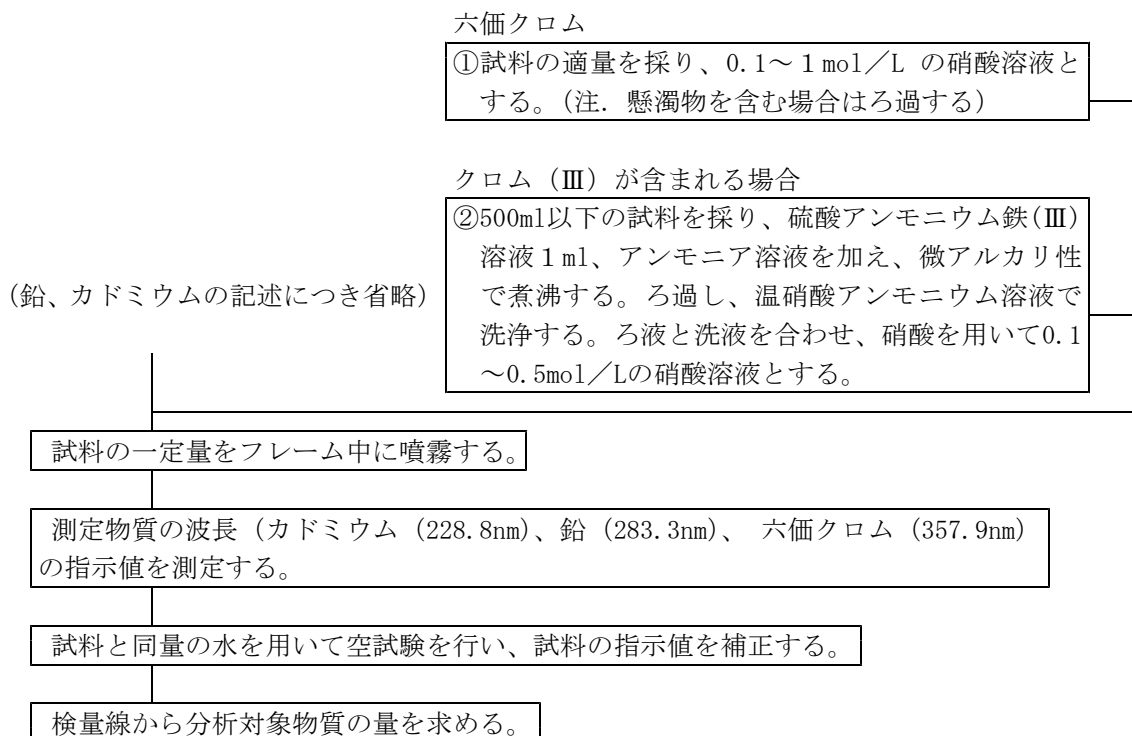 六価クロム
①試料の適量を採り、0.1～１mol／L の硝酸溶液と
する。（注．懸濁物を含む場合はろ過する）
クロム（Ⅲ）が含まれる場合
②500ml以下の試料を採り、硫酸アンモニウム鉄(Ⅲ)
溶液１ml、アンモニア溶液を加え、微アルカリ性
で煮沸する。ろ過し、温硝酸アンモニウム溶液で
洗浄する。ろ液と洗液を合わせ、硝酸を用いて0.1
～0.5mol／Lの硝酸溶液とする。
（鉛、カドミウムの記述につき省略）
試料の一定量をフレーム中に噴霧する。
測定物質の波長（カドミウム（228.8nm）、鉛（283.3nm）、 六価クロム（357.9nm）
の指示値を測定する。
試料と同量の水を用いて空試験を行い、試料の指示値を補正する。
検量線から分析対象物質の量を求める。